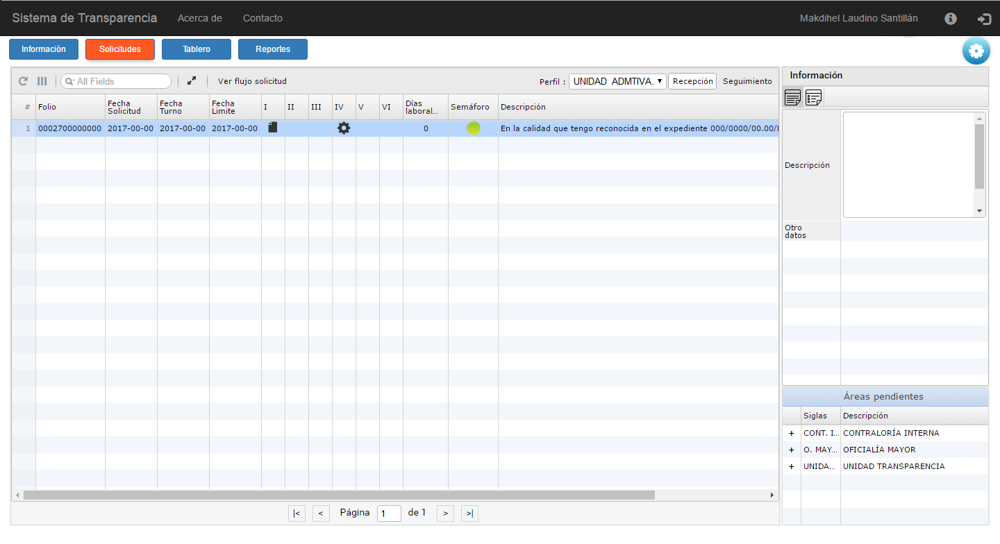 Sistema de Transparencia Acerca de Contacto Makdihel Laudino Santillán
Información Solicitudes Tablero Reportes
All Fields Ver flujo solicitud Perfil : UNIDAD ADMTIVA. Recepción Seguimiento
# Folio Fecha Solicitud Fecha Turno Fecha Limite I II III IV V VI Días laboral... Semáforo Descripción
1 0002700000000 2017-00-00 2017-00-00 2017-00-00 0 En la calidad que tengo reconocida en el expediente 000/0000/00.00/
|< < Página 1 de 1 > >|
Información
Descripción
Otro
datos
Áreas pendientes
Siglas Descripción
+ CONT. I... CONTRALORÍA INTERNA
+ O. MAY... OFICIALÍA MAYOR
+ UNIDA... UNIDAD TRANSPARENCIA